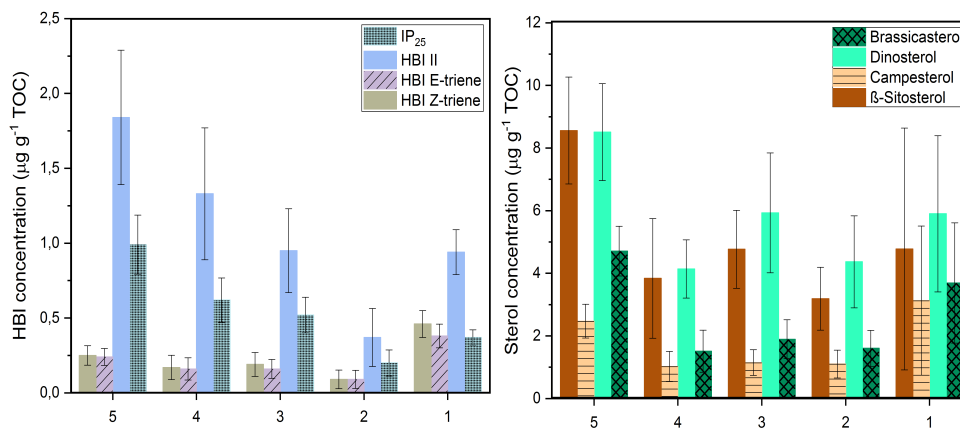 HBI concentration (µg g⁻¹ TOC)
2,5
2,0
1,5
1,0
0,5
0,0
IP₂₅
HBI II
HBI E-triene
HBI Z-triene
5 4 3 2 1
Sterol concentration (µg g⁻¹ TOC)
12
10
8
6
4
2
0
Brassicasterol
Dinosterol
Campesterol
ß-Sitosterol
5 4 3 2 1